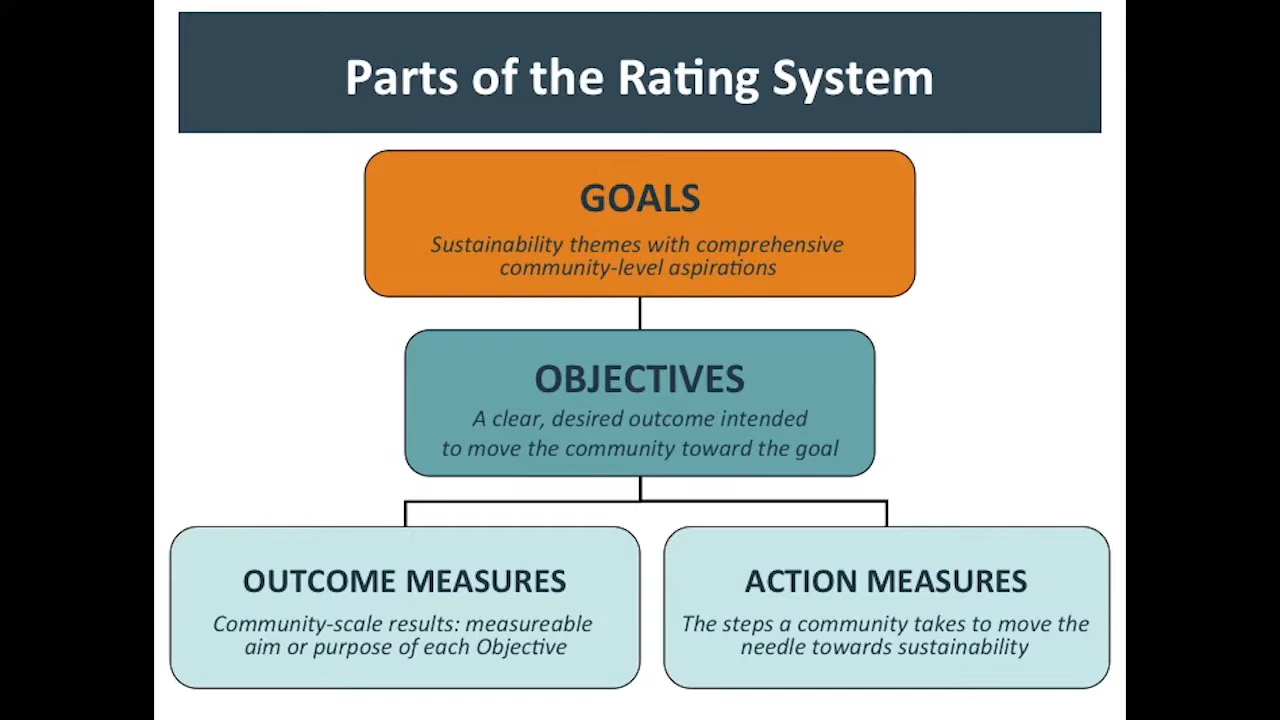 Parts of the Rating System
GOALS
Sustainability themes with comprehensive
community-level aspirations
OBJECTIVES
A clear, desired outcome intended
to move the community toward the goal
OUTCOME MEASURES
Community-scale results: measureable
aim or purpose of each Objective
ACTION MEASURES
The steps a community takes to move the
needle towards sustainability